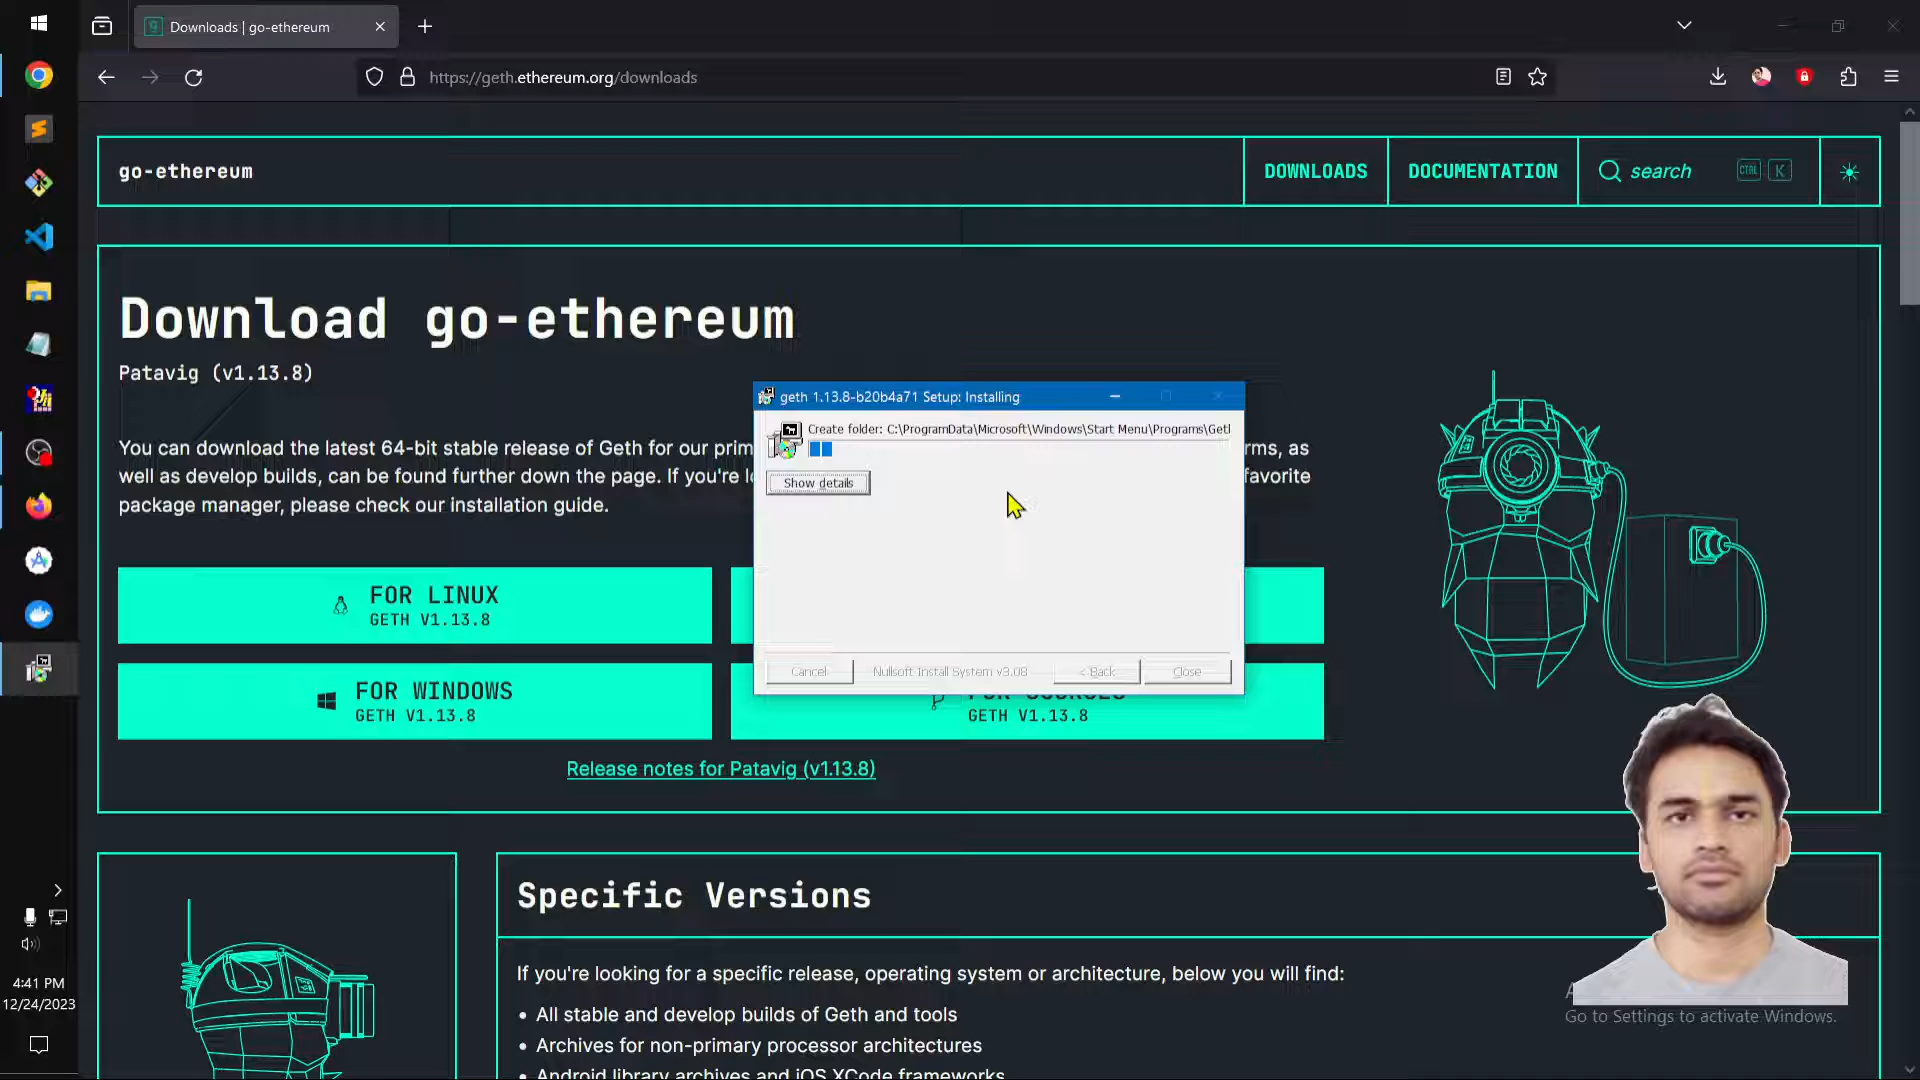 Downloads | go-ethereum
https://geth.ethereum.org/downloads
go-ethereum
DOWNLOADS
DOCUMENTATION
search
CTRL
K
Download go-ethereum
Patavig (v1.13.8)
You can download the latest 64-bit stable release of Geth for our prim
rms, as
well as develop builds, can be found further down the page. If you're lo
favorite
package manager, please check our installation guide.
geth 1.13.8-b20b4a71 Setup: Installing
Create folder: C:\ProgramData\Microsoft\Windows\Start Menu\Programs\Get
Show details
Cancel
Nullsoft Install System v3.08
< Back
Close
FOR LINUX
GETH V1.13.8
FOR WINDOWS
GETH V1.13.8
FOR SOURCES
GETH V1.13.8
Release notes for Patavig (v1.13.8)
Specific Versions
If you're looking for a specific release, operating system or architecture, below you will find:
• All stable and develop builds of Geth and tools
• Archives for non-primary processor architectures
• Android library archives and iOS XCode frameworks
4:41 PM
12/24/2023
Go to Settings to activate Windows.